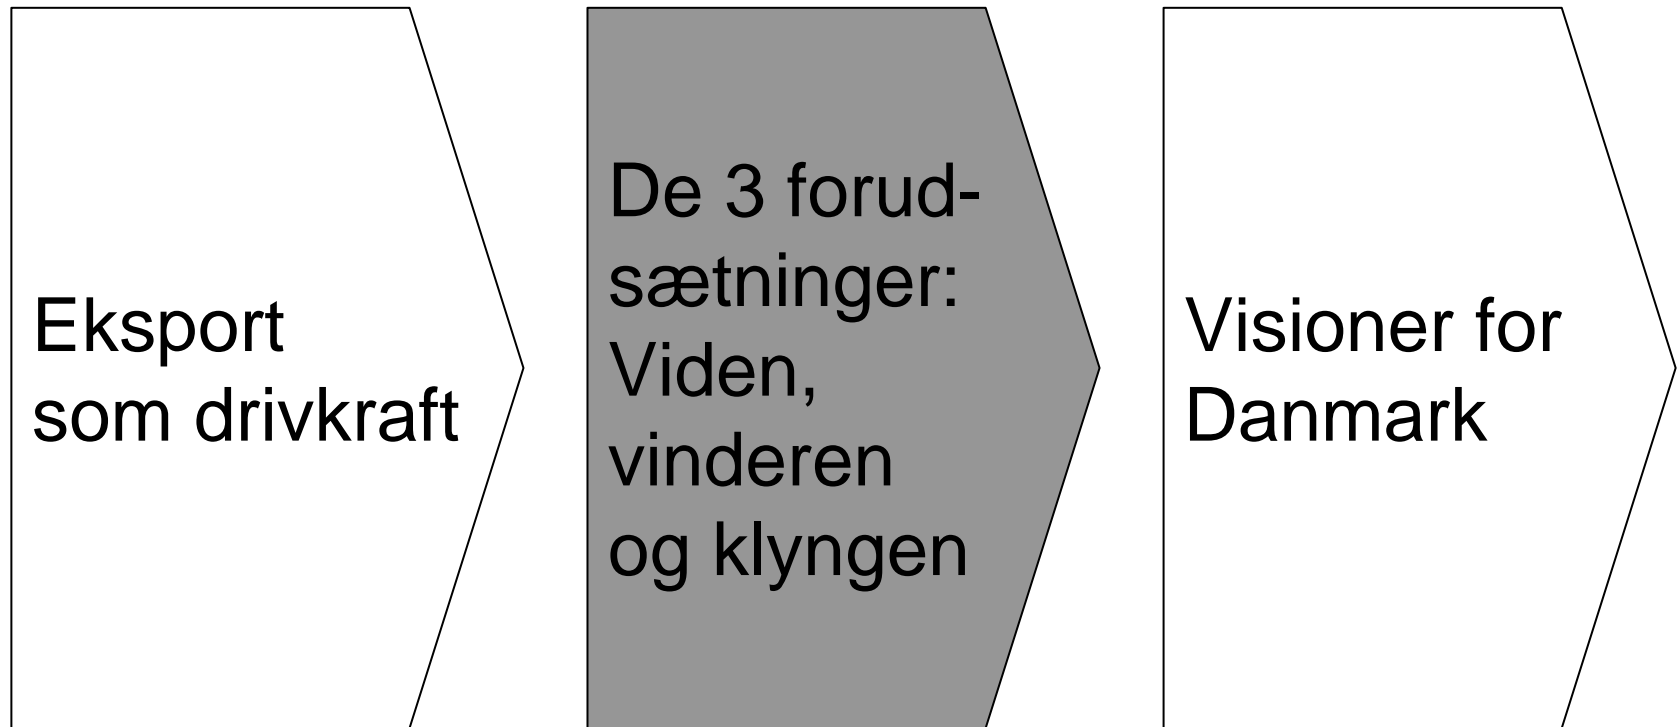 Eksport
som drivkraft
De 3 forud-
sætninger:
Viden,
vinderen
og klyngen
Visioner for
Danmark